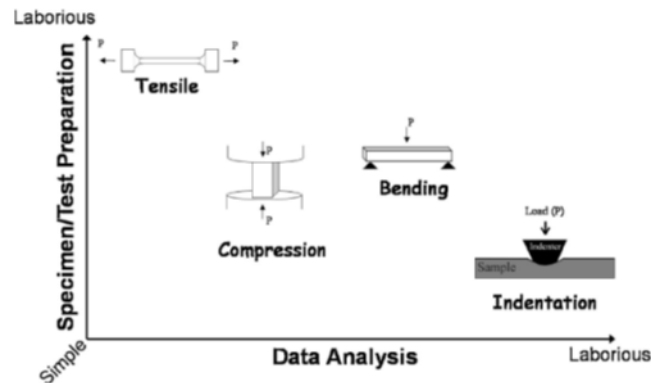 Laborious
P
P
Tensile
P
P
Compression
P
Bending
Load (P)
Indenter
Sample
Indentation
Specimen/Test Preparation
Simple
Data Analysis
Laborious